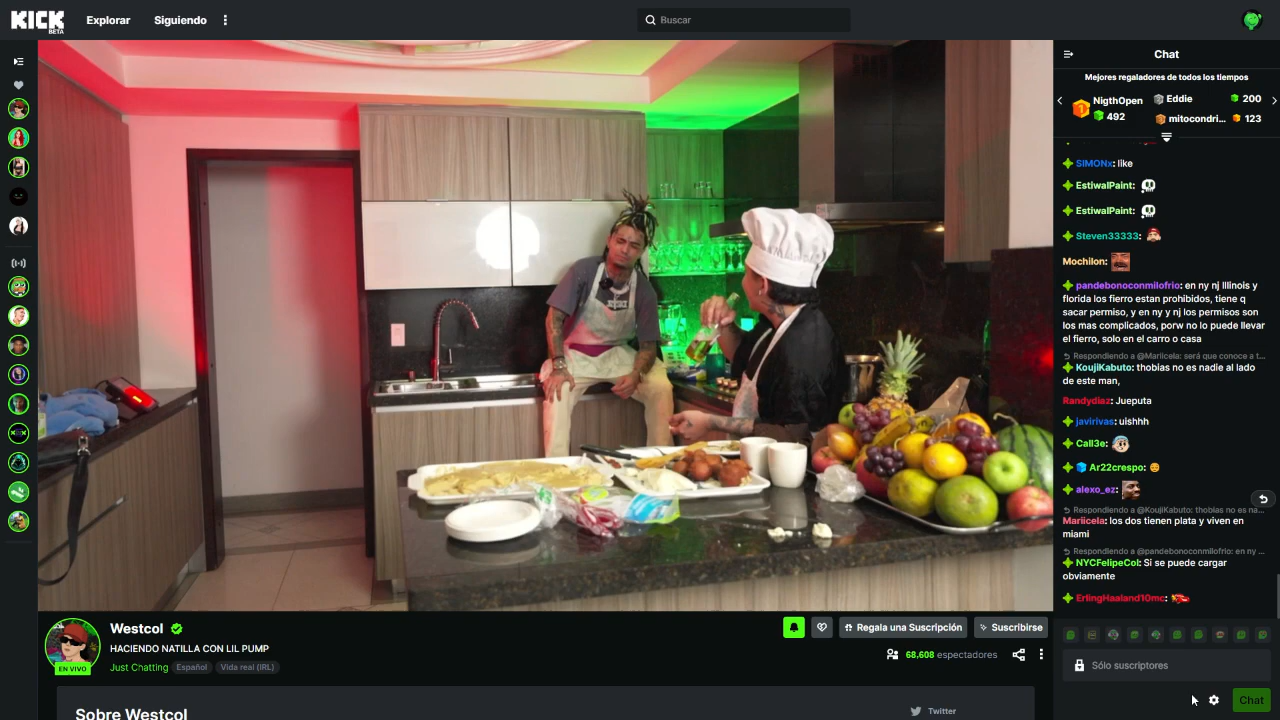 KICK
BETA
Explorar
Siguiendo
Buscar
Chat
Mejores regaladores de todos los tiempos
NigthOpen
492
Eddie
200
mitocondri...
123
SIMONx: like
EstiwalPaint:
EstiwalPaint:
Steven33333:
Mochilon:
pandebonoconmilofrio: en ny nj Illinois y
florida los fierro estan prohibidos, tiene q
sacar permiso, y en ny y nj los permisos son
los mas complicados, porw no lo puede llevar
el fierro, solo en el carro o casa
Respondiendo a @Mariicela: será que conoce a t...
KoujiKabuto: thobias no es nadie al lado
de este man,
Randydiaz: Jueputa
javirivas: uishhh
Call3e:
Ar22crespo:
alexo_ez:
Respondiendo a @KoujiKabuto: thobias no es na...
Mariicela: los dos tienen plata y viven en
miami
Respondiendo a @pandebonoconmilofrio: en ny ...
NYCFelipeCol: Si se puede cargar
obviamente
ErlingHaaland10mc:
Sólo suscriptores
Chat
EN VIVO
Westcol
HACIENDO NATILLA CON LIL PUMP
Just Chatting
Español
Vida real (IRL)
Regala una Suscripción
Suscribirse
68,608 espectadores
Sobre Westcol
Twitter